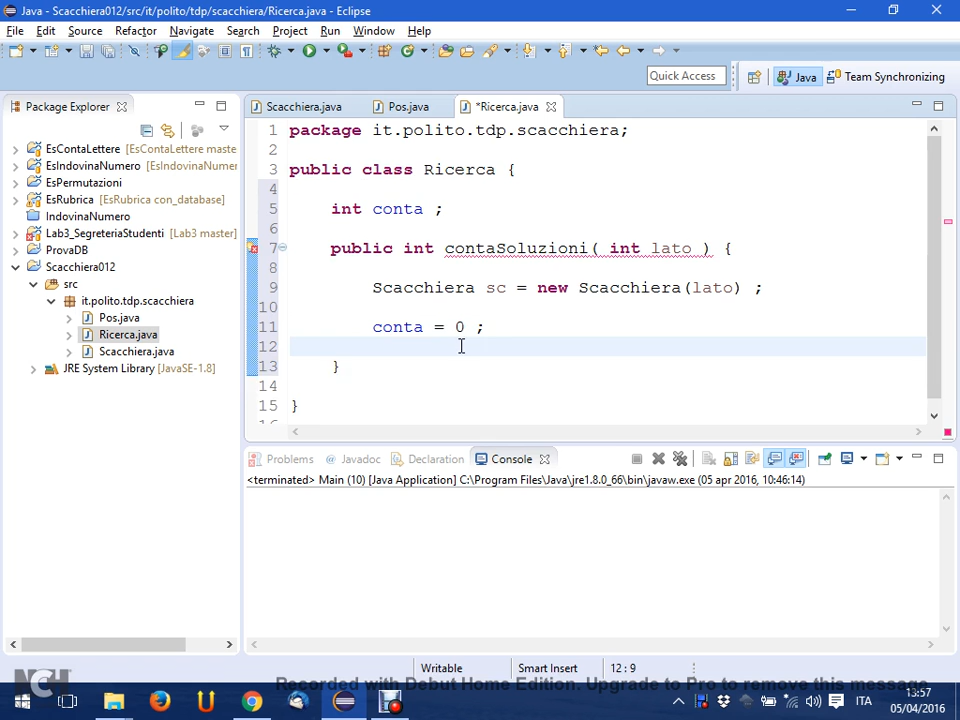 Java - Scacchiera012/src/it/polito/tdp/scacchiera/Ricerca.java - Eclipse
File Edit Source Refactor Navigate Search Project Run Window Help
Quick Access
Java
Team Synchronizing
Package Explorer
EsContaLettere [EsContaLettere master
EsIndovinaNumero [EsIndovinaNumer
EsPermutazioni
EsRubrica [EsRubrica con_database]
IndovinaNumero
Lab3_SegreteriaStudenti [Lab3 master]
ProvaDB
Scacchiera012
src
it.polito.tdp.scacchiera
Pos.java
Ricerca.java
Scacchiera.java
JRE System Library [JavaSE-1.8]
Scacchiera.java
Pos.java
*Ricerca.java
1 package it.polito.tdp.scacchiera;
2
3 public class Ricerca {
4
5 int conta ;
6
7 public int contaSoluzioni( int lato ) {
8
9 Scacchiera sc = new Scacchiera(lato) ;
10
11 conta = 0 ;
12
13 }
14
15 }
16
Problems
@ Javadoc
Declaration
Console
<terminated> Main (10) [Java Application] C:\Program Files\Java\jre1.8.0_66\bin\javaw.exe (05 apr 2016, 10:46:14)
Writable
Smart Insert
12 : 9
NCH
Recorded with Debut Home Edition. Upgrade to Pro to remove this message
ITA
13:57
05/04/2016